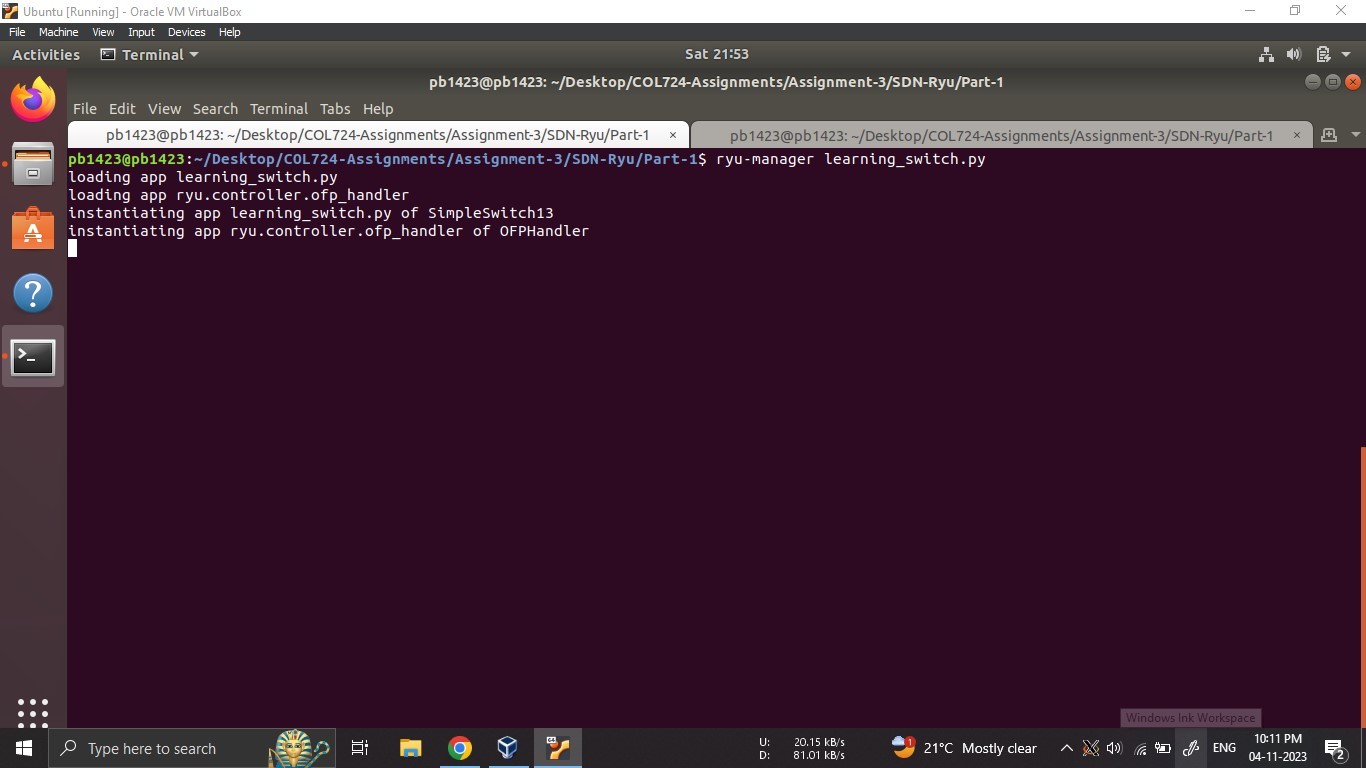 Ubuntu [Running] - Oracle VM VirtualBox
File Machine View Input Devices Help
Activities Terminal Sat 21:53
pb1423@pb1423: ~/Desktop/COL724-Assignments/Assignment-3/SDN-Ryu/Part-1
File Edit View Search Terminal Tabs Help
pb1423@pb1423: ~/Desktop/COL724-Assignments/Assignment-3/SDN-Ryu/Part-1 × pb1423@pb1423: ~/Desktop/COL724-Assignments/Assignment-3/SDN-Ryu/Part-1 ×
pb1423@pb1423:~/Desktop/COL724-Assignments/Assignment-3/SDN-Ryu/Part-1$ ryu-manager learning_switch.py
loading app learning_switch.py
loading app ryu.controller.ofp_handler
instantiating app learning_switch.py of SimpleSwitch13
instantiating app ryu.controller.ofp_handler of OFPHandler
Windows Ink Workspace
Type here to search
U: 20.15 kB/s
D: 81.01 kB/s
1
21°C Mostly clear
ENG
10:11 PM
04-11-2023
2